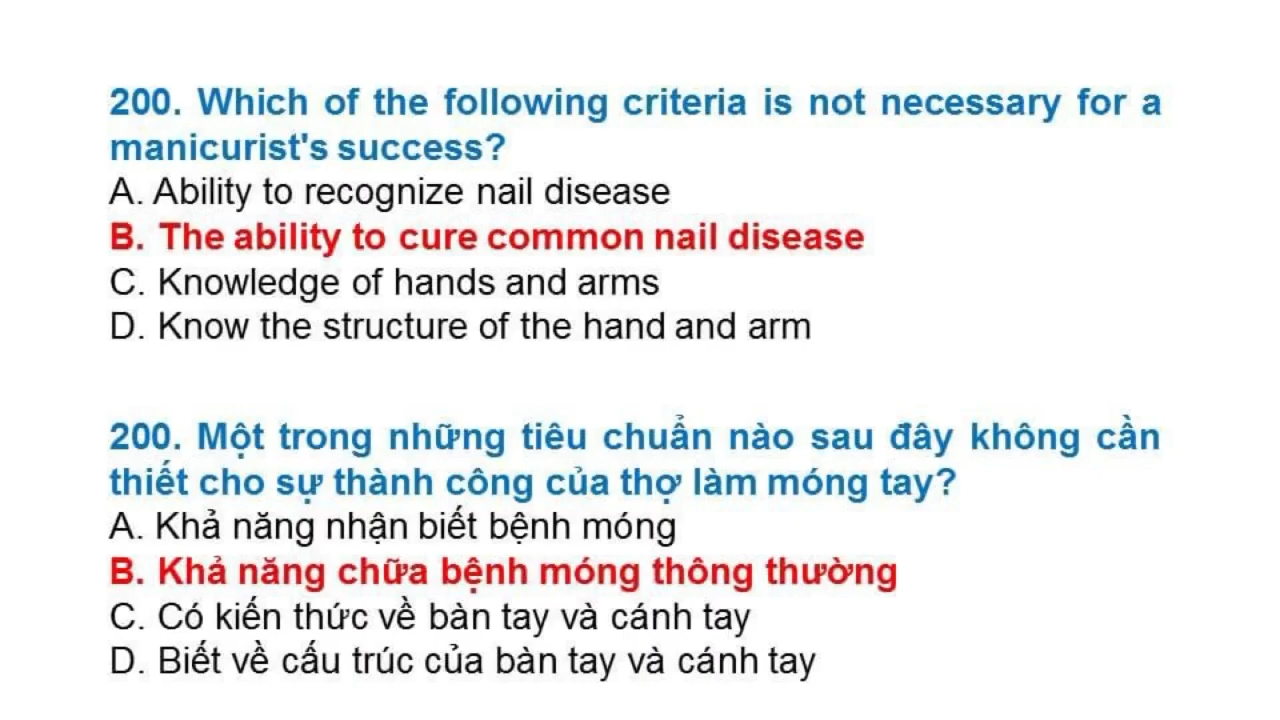 200. Which of the following criteria is not necessary for a
manicurist's success?
A. Ability to recognize nail disease
B. The ability to cure common nail disease
C. Knowledge of hands and arms
D. Know the structure of the hand and arm
200. Một trong những tiêu chuẩn nào sau đây không cần
thiết cho sự thành công của thợ làm móng tay?
A. Khả năng nhận biết bệnh móng
B. Khả năng chữa bệnh móng thông thường
C. Có kiến thức về bàn tay và cánh tay
D. Biết về cấu trúc của bàn tay và cánh tay